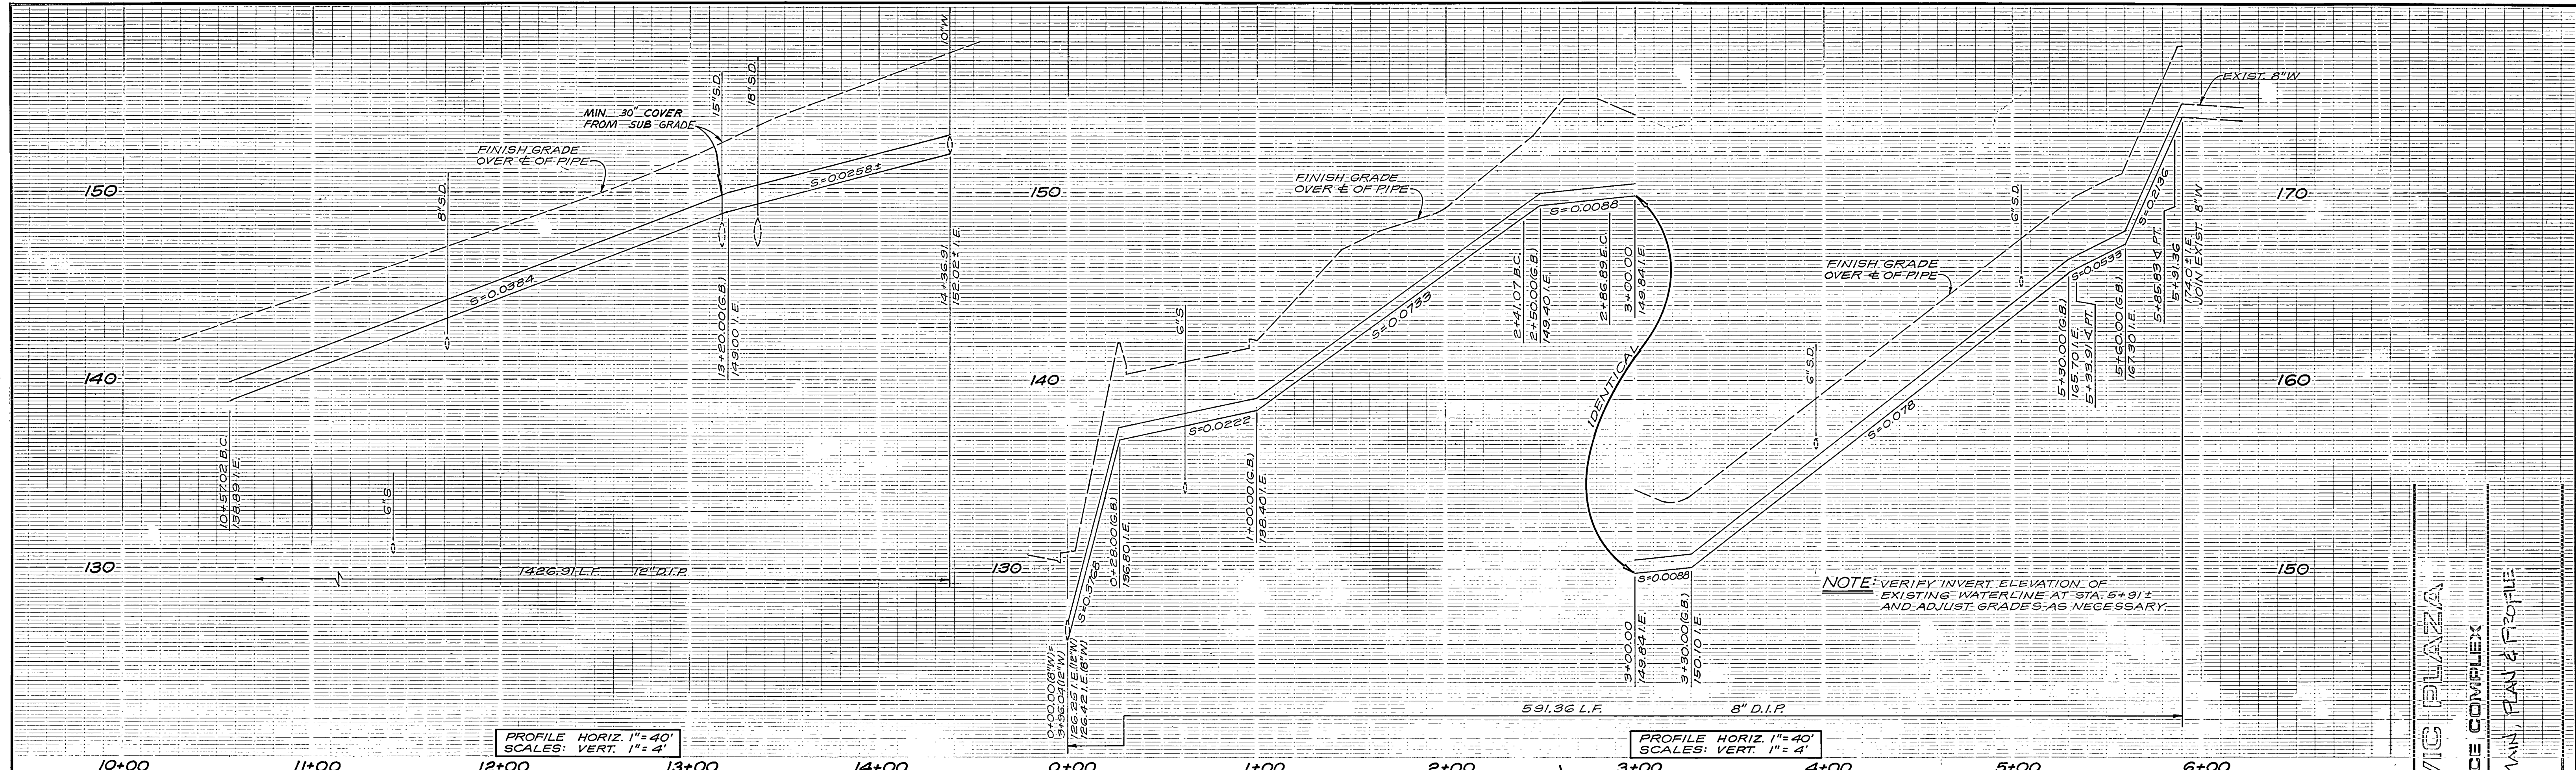 10"W
15"S.D.
18"S.D.
MIN. 30" COVER
FROM SUB GRADE
FINISH GRADE
OVER ℄ OF PIPE
8"S.D.
150
S=0.0258±
S=0.0384
14+36.91
152.02± I.E.
13+20.00(G.B.)
149.00 I.E.
140
10+57.02 B.C.
138.89 I.E.
6"S
130
1426.91 L.F. 12"D.I.P.
PROFILE HORIZ. 1"=40'
SCALES: VERT. 1"=4'
10+00
11+00
12+00
13+00
14+00
150
140
130
FINISH GRADE
OVER ℄ OF PIPE
6"S
S=0.3768
S=0.0222
S=0.0733
S=0.0088
0+00.00(8"W)=
3+96.04(12"W)
126.25 I.E.(12"W)
126.42 I.E.(8"W)
0+28.00(G.B.)
136.80 I.E.
1+00.00(G.B.)
138.40 I.E.
2+41.07 B.C.
2+50.00(G.B.)
149.40 I.E.
2+86.89 E.C.
3+00.00
149.84 I.E.
IDENTICAL
3+00.00
149.84 I.E.
S=0.0088
3+30.00(G.B.)
150.10 I.E.
FINISH GRADE
OVER ℄ OF PIPE
6"S.D.
6"S.D.
S=0.078
S=0.0533
S=0.2136
5+30.00(G.B.)
165.70 I.E.
5+33.91 ∢ PT.
5+60.00(G.B.)
167.30 I.E.
5+85.83 ∢ PT.
5+91.36
174.0± I.E.
JOIN EXIST. 8"W
EXIST. 8"W
170
160
150
NOTE: VERIFY INVERT ELEVATION OF
EXISTING WATERLINE AT STA. 5+91±
AND ADJUST GRADES AS NECESSARY.
591.36 L.F. 8" D.I.P.
PROFILE HORIZ. 1"=40'
SCALES: VERT. 1"=4'
0+00
1+00
2+00
3+00
4+00
5+00
6+00
PLAZA
COMPLEX
PLAN & PROFILE